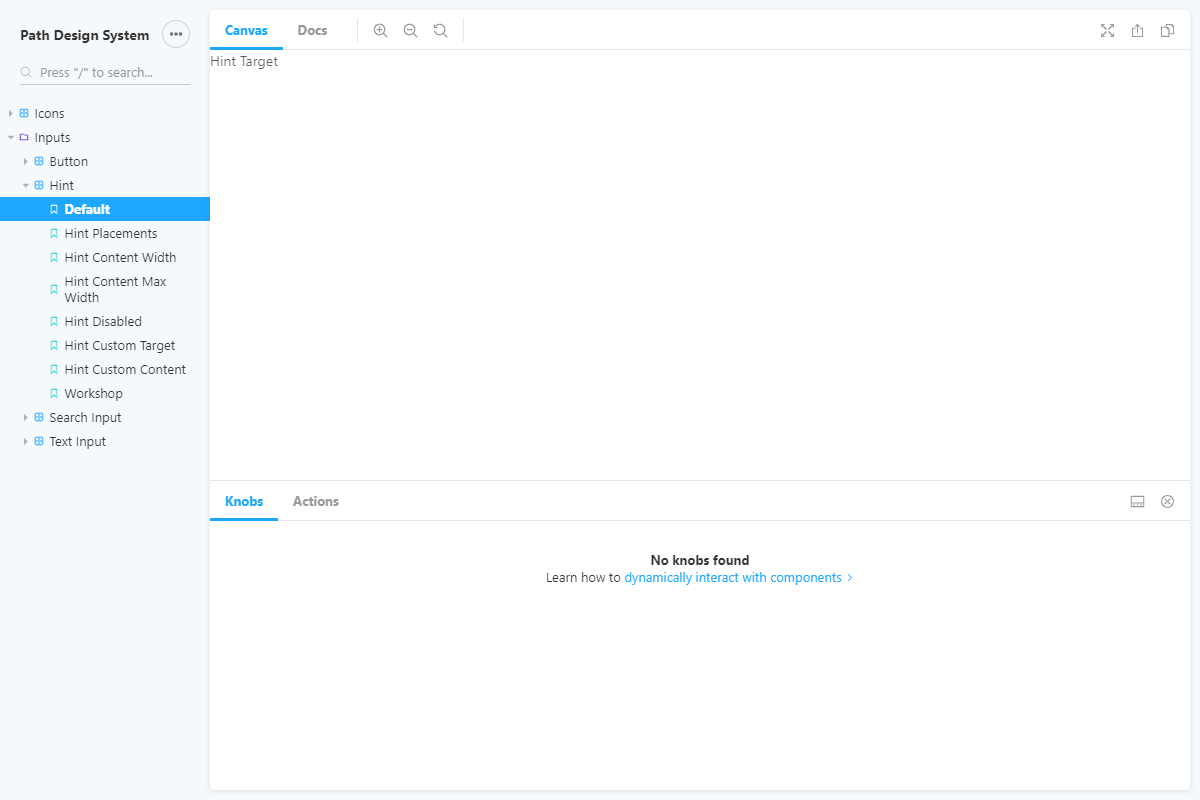 Path Design System
Press "/" to search...
Icons
Inputs
Button
Hint
Default
Hint Placements
Hint Content Width
Hint Content Max
Width
Hint Disabled
Hint Custom Target
Hint Custom Content
Workshop
Search Input
Text Input
Canvas Docs
Hint Target
Knobs Actions
No knobs found
Learn how to dynamically interact with components